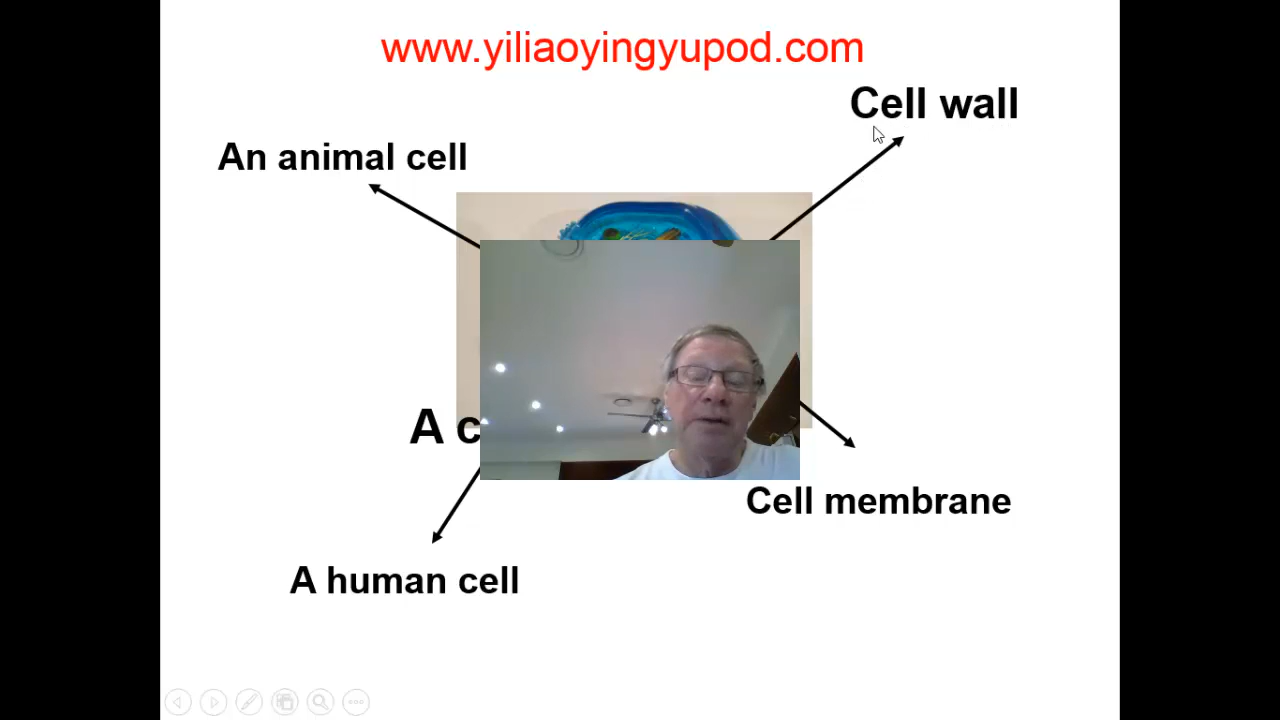 www.yiliaoyingyupod.com
Cell wall
An animal cell
A c
Cell membrane
A human cell